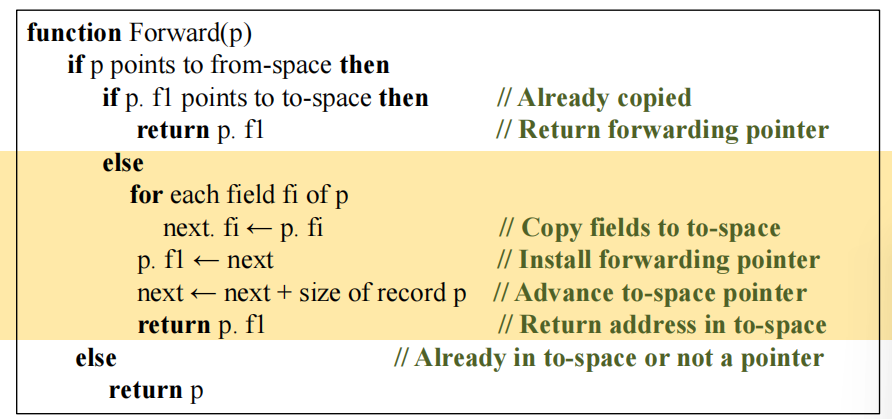 function Forward(p)
if p points to from-space then
if p. f1 points to to-space then // Already copied
return p. f1 // Return forwarding pointer
else
for each field fi of p
next. fi ← p. fi // Copy fields to to-space
p. f1 ← next // Install forwarding pointer
next ← next + size of record p // Advance to-space pointer
return p. f1 // Return address in to-space
else // Already in to-space or not a pointer
return p